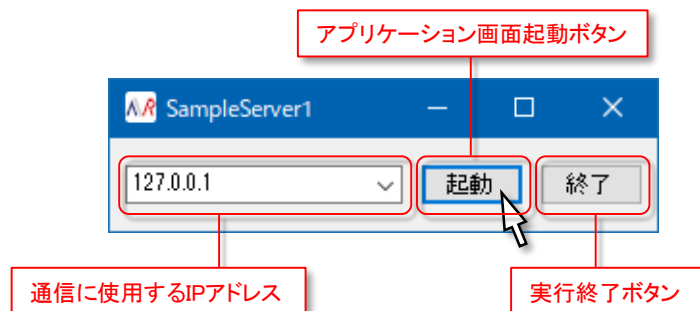 アプリケーション画面起動ボタン
SampleServer1
127.0.0.1
起動
終了
通信に使用するIPアドレス
実行終了ボタン